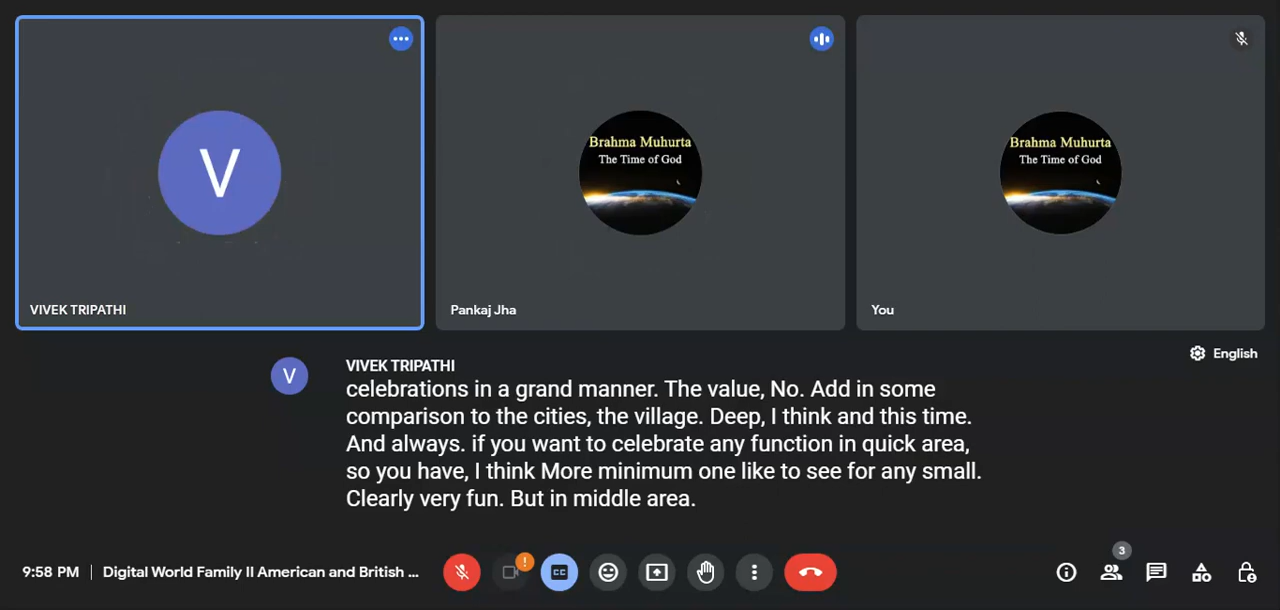 V
Brahma Muhurta
The Time of God
Brahma Muhurta
The Time of God
VIVEK TRIPATHI
Pankaj Jha
You
English
V
VIVEK TRIPATHI
celebrations in a grand manner. The value, No. Add in some
comparison to the cities, the village. Deep, I think and this time.
And always. if you want to celebrate any function in quick area,
so you have, I think More minimum one like to see for any small.
Clearly very fun. But in middle area.
9:58 PM | Digital World Family II American and British ...
!
CC
3